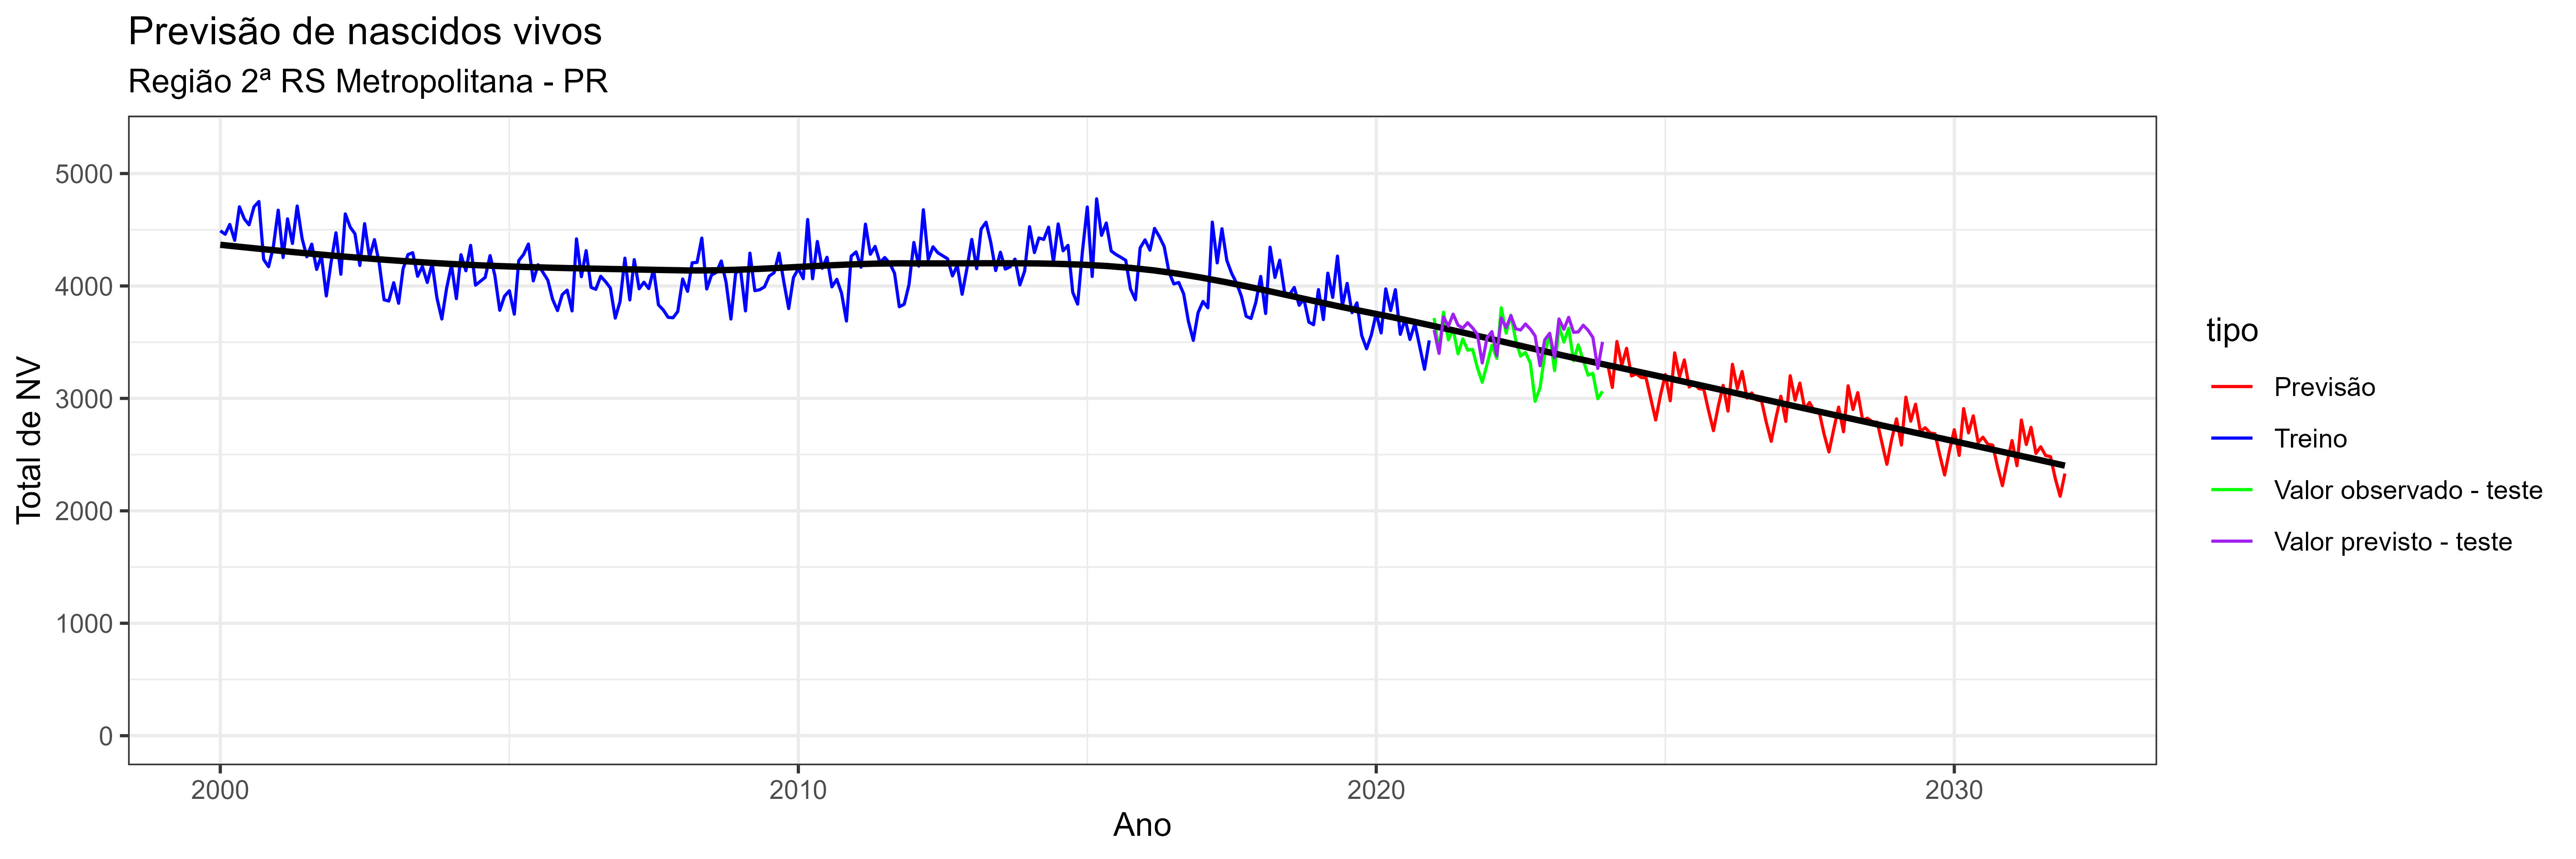 Previsão de nascidos vivos
Região 2ª RS Metropolitana - PR
Total de NV
5000
4000
3000
2000
1000
0
2000
2010
2020
2030
Ano
tipo
Previsão
Treino
Valor observado - teste
Valor previsto - teste